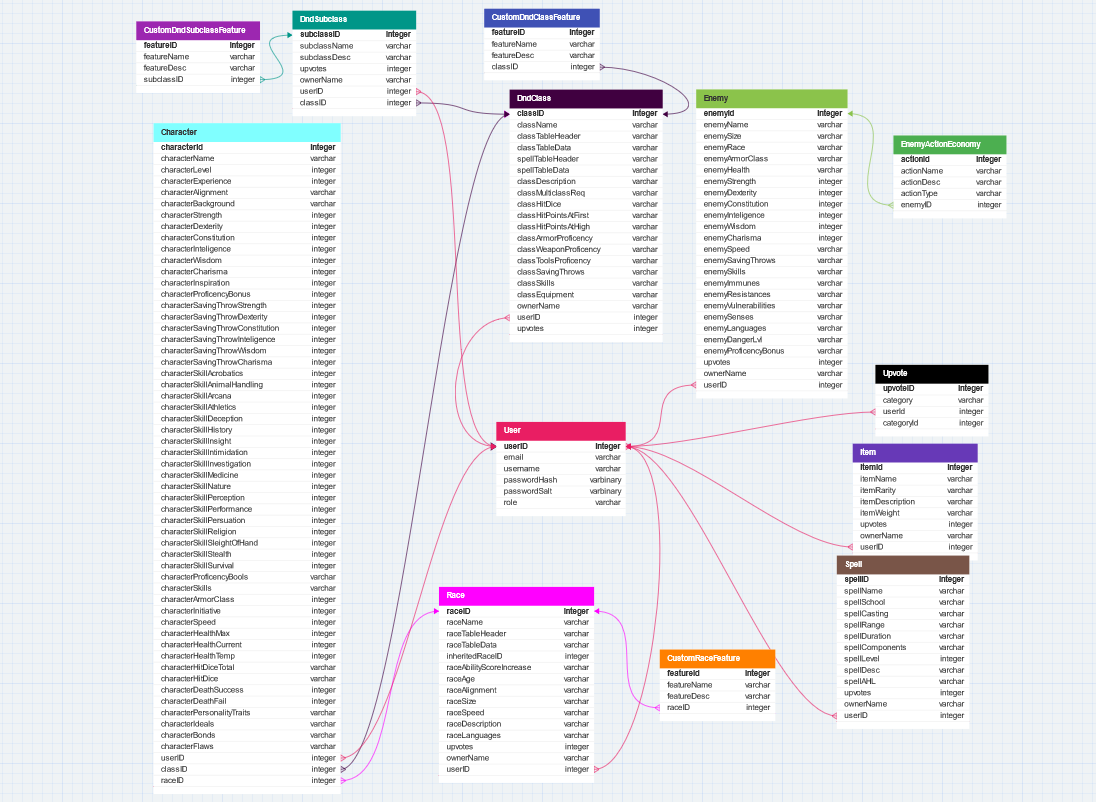 CustomDndSubclassFeature
featureID Integer
featureName varchar
featureDesc varchar
subclassID integer
DndSubclass
subclassID Integer
subclassName varchar
subclassDesc varchar
upvotes integer
ownerName varchar
userID integer
classID integer
CustomDndClassFeature
featureID Integer
featureName varchar
featureDesc varchar
classID integer
Character
characterId Integer
characterName varchar
characterLevel integer
characterExperience integer
characterAlignment varchar
characterBackground varchar
characterStrength integer
characterDexterity integer
characterConstitution integer
characterInteligence integer
characterWisdom integer
characterCharisma integer
characterInspiration integer
characterProficencyBonus integer
characterSavingThrowStrength integer
characterSavingThrowDexterity integer
characterSavingThrowConstitution integer
characterSavingThrowInteligence integer
characterSavingThrowWisdom integer
characterSavingThrowCharisma integer
characterSkillAcrobatics integer
characterSkillAnimalHandling integer
characterSkillArcana integer
characterSkillAthletics integer
characterSkillDeception integer
characterSkillHistory integer
characterSkillInsight integer
characterSkillIntimidation integer
characterSkillInvestigation integer
characterSkillMedicine integer
characterSkillNature integer
characterSkillPerception integer
characterSkillPerformance integer
characterSkillPersuation integer
characterSkillReligion integer
characterSkillSleightOfHand integer
characterSkillStealth integer
characterSkillSurvival integer
characterProficencyBools varchar
characterSkills varchar
characterArmorClass integer
characterInitiative integer
characterSpeed integer
characterHealthMax integer
characterHealthCurrent integer
characterHealthTemp integer
characterHitDiceTotal varchar
characterHitDice varchar
characterDeathSuccess integer
characterDeathFail integer
characterPersonalityTraits varchar
characterIdeals varchar
characterBonds varchar
characterFlaws varchar
userID integer
classID integer
raceID integer
DndClass
classID Integer
className varchar
classTableHeader varchar
classTableData varchar
spellTableHeader varchar
spellTableData varchar
classDescription varchar
classMulticlassReq varchar
classHitDice varchar
classHitPointsAtFirst varchar
classHitPointsAtHigh varchar
classArmorProficency varchar
classWeaponProficency varchar
classToolsProficency varchar
classSavingThrows varchar
classSkills varchar
classEquipment varchar
ownerName varchar
userID integer
upvotes integer
Enemy
enemyId Integer
enemyName varchar
enemySize varchar
enemyRace varchar
enemyArmorClass varchar
enemyHealth varchar
enemyStrength integer
enemyDexterity integer
enemyConstitution integer
enemyInteligence integer
enemyWisdom integer
enemyCharisma integer
enemySpeed varchar
enemySavingThrows varchar
enemySkills varchar
enemyImmunes varchar
enemyResistances varchar
enemyVulnerabilities varchar
enemySenses varchar
enemyLanguages varchar
enemyDangerLvl varchar
enemyProficencyBonus varchar
upvotes integer
ownerName varchar
userID integer
EnemyActionEconomy
actionId Integer
actionName varchar
actionDesc varchar
actionType varchar
enemyID integer
Upvote
upvoteID Integer
category varchar
userId integer
categoryId integer
User
userID Integer
email varchar
username varchar
passwordHash varbinary
passwordSalt varbinary
role varchar
Item
itemId Integer
itemName varchar
itemRarity varchar
itemDescription varchar
itemWeight varchar
upvotes integer
ownerName varchar
userID integer
Spell
spellID Integer
spellName varchar
spellSchool varchar
spellCasting varchar
spellRange varchar
spellDuration varchar
spellComponents varchar
spellLevel integer
spellDesc varchar
spellAHL varchar
upvotes integer
ownerName varchar
userID integer
Race
raceID Integer
raceName varchar
raceTableHeader varchar
raceTableData varchar
inheritedRaceID integer
raceAbilityScoreIncrease varchar
raceAge varchar
raceAlignment varchar
raceSize varchar
raceSpeed varchar
raceDescription varchar
raceLanguages varchar
upvotes integer
ownerName varchar
userID integer
CustomRaceFeature
featureId Integer
featureName varchar
featureDesc varchar
raceID integer